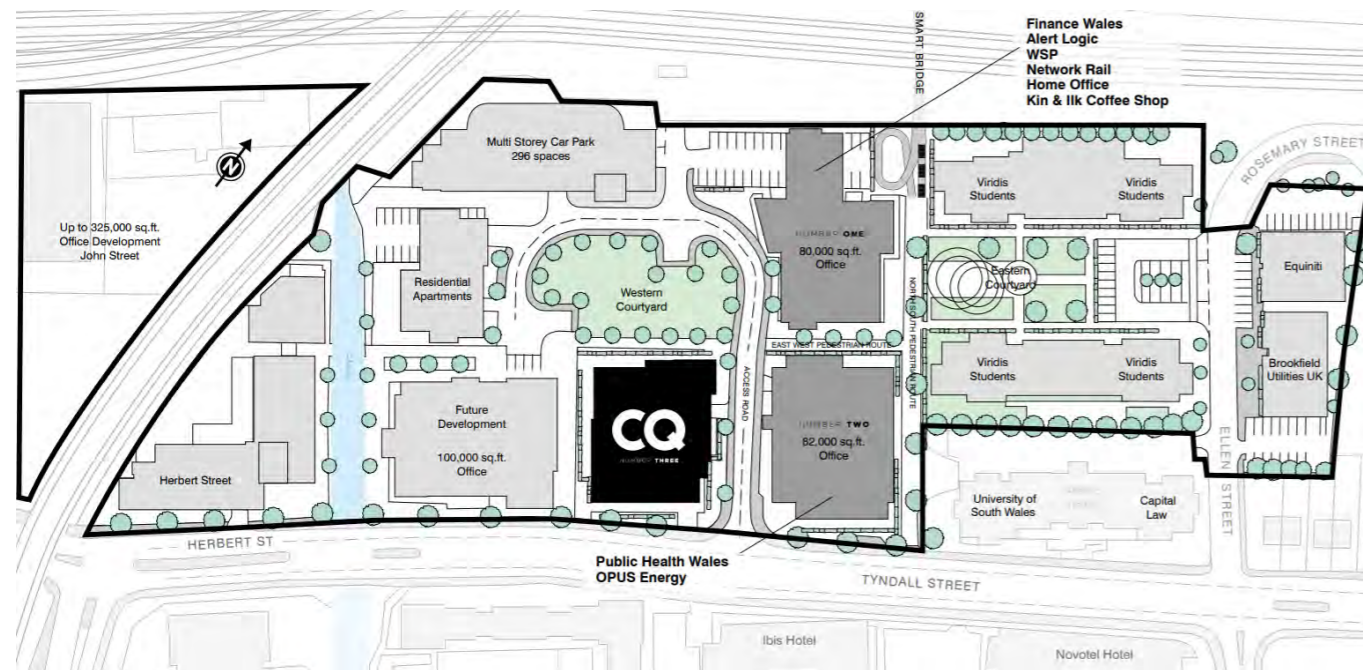 Finance Wales
Alert Logic
WSP
Network Rail
Home Office
Kin & Ilk Coffee Shop
SMART BRIDGE
ROSEMARY STREET
Multi Storey Car Park
296 spaces
N
Up to 325,000 sq.ft.
Office Development
John Street
Viridis
Students
Viridis
Students
NUMBER ONE
80,000 sq.ft.
Office
Residential
Apartments
Western
Courtyard
Eastern
Courtyard
Equiniti
NORTH SOUTH PEDESTRIAN ROUTE
EAST WEST PEDESTRIAN ROUTE
ACCESS ROAD
Viridis
Students
Viridis
Students
Brookfield
Utilities UK
Future
Development
100,000 sq.ft.
Office
CQ
NUMBER THREE
NUMBER TWO
82,000 sq.ft.
Office
Herbert Street
University of
South Wales
Capital
Law
ELLEN STREET
HERBERT ST
Public Health Wales
OPUS Energy
TYNDALL STREET
Ibis Hotel
Novotel Hotel